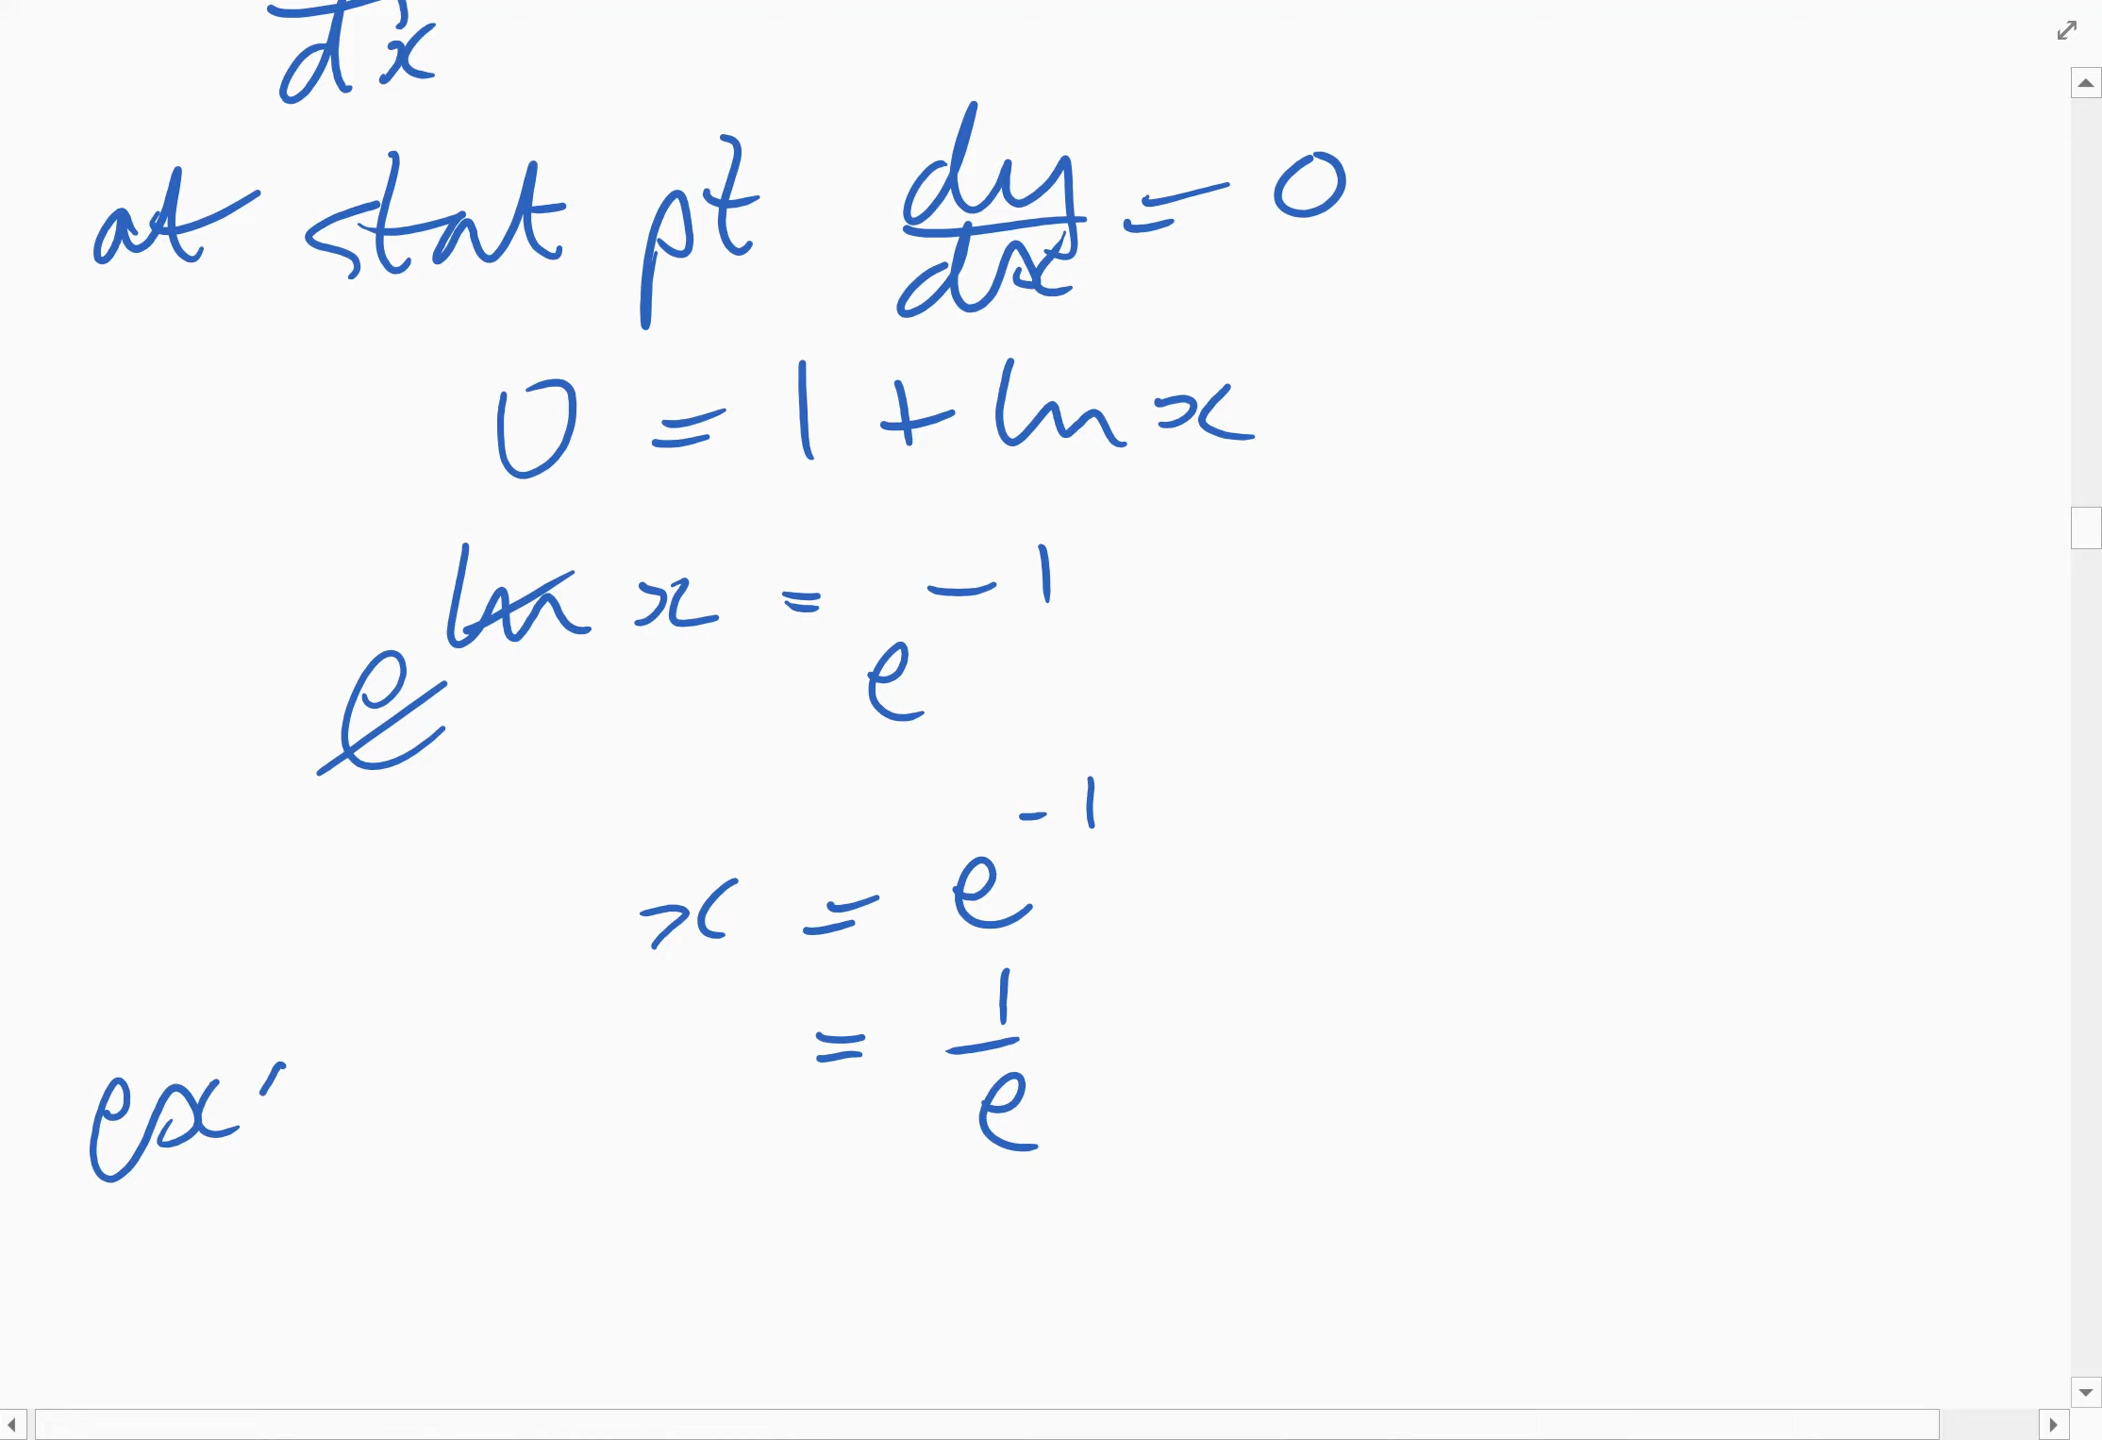 dx
at stat pt dy/dx = 0
0 = 1 + ln x
e^ln x = e^-1
x = e^-1
= 1/e
ex'